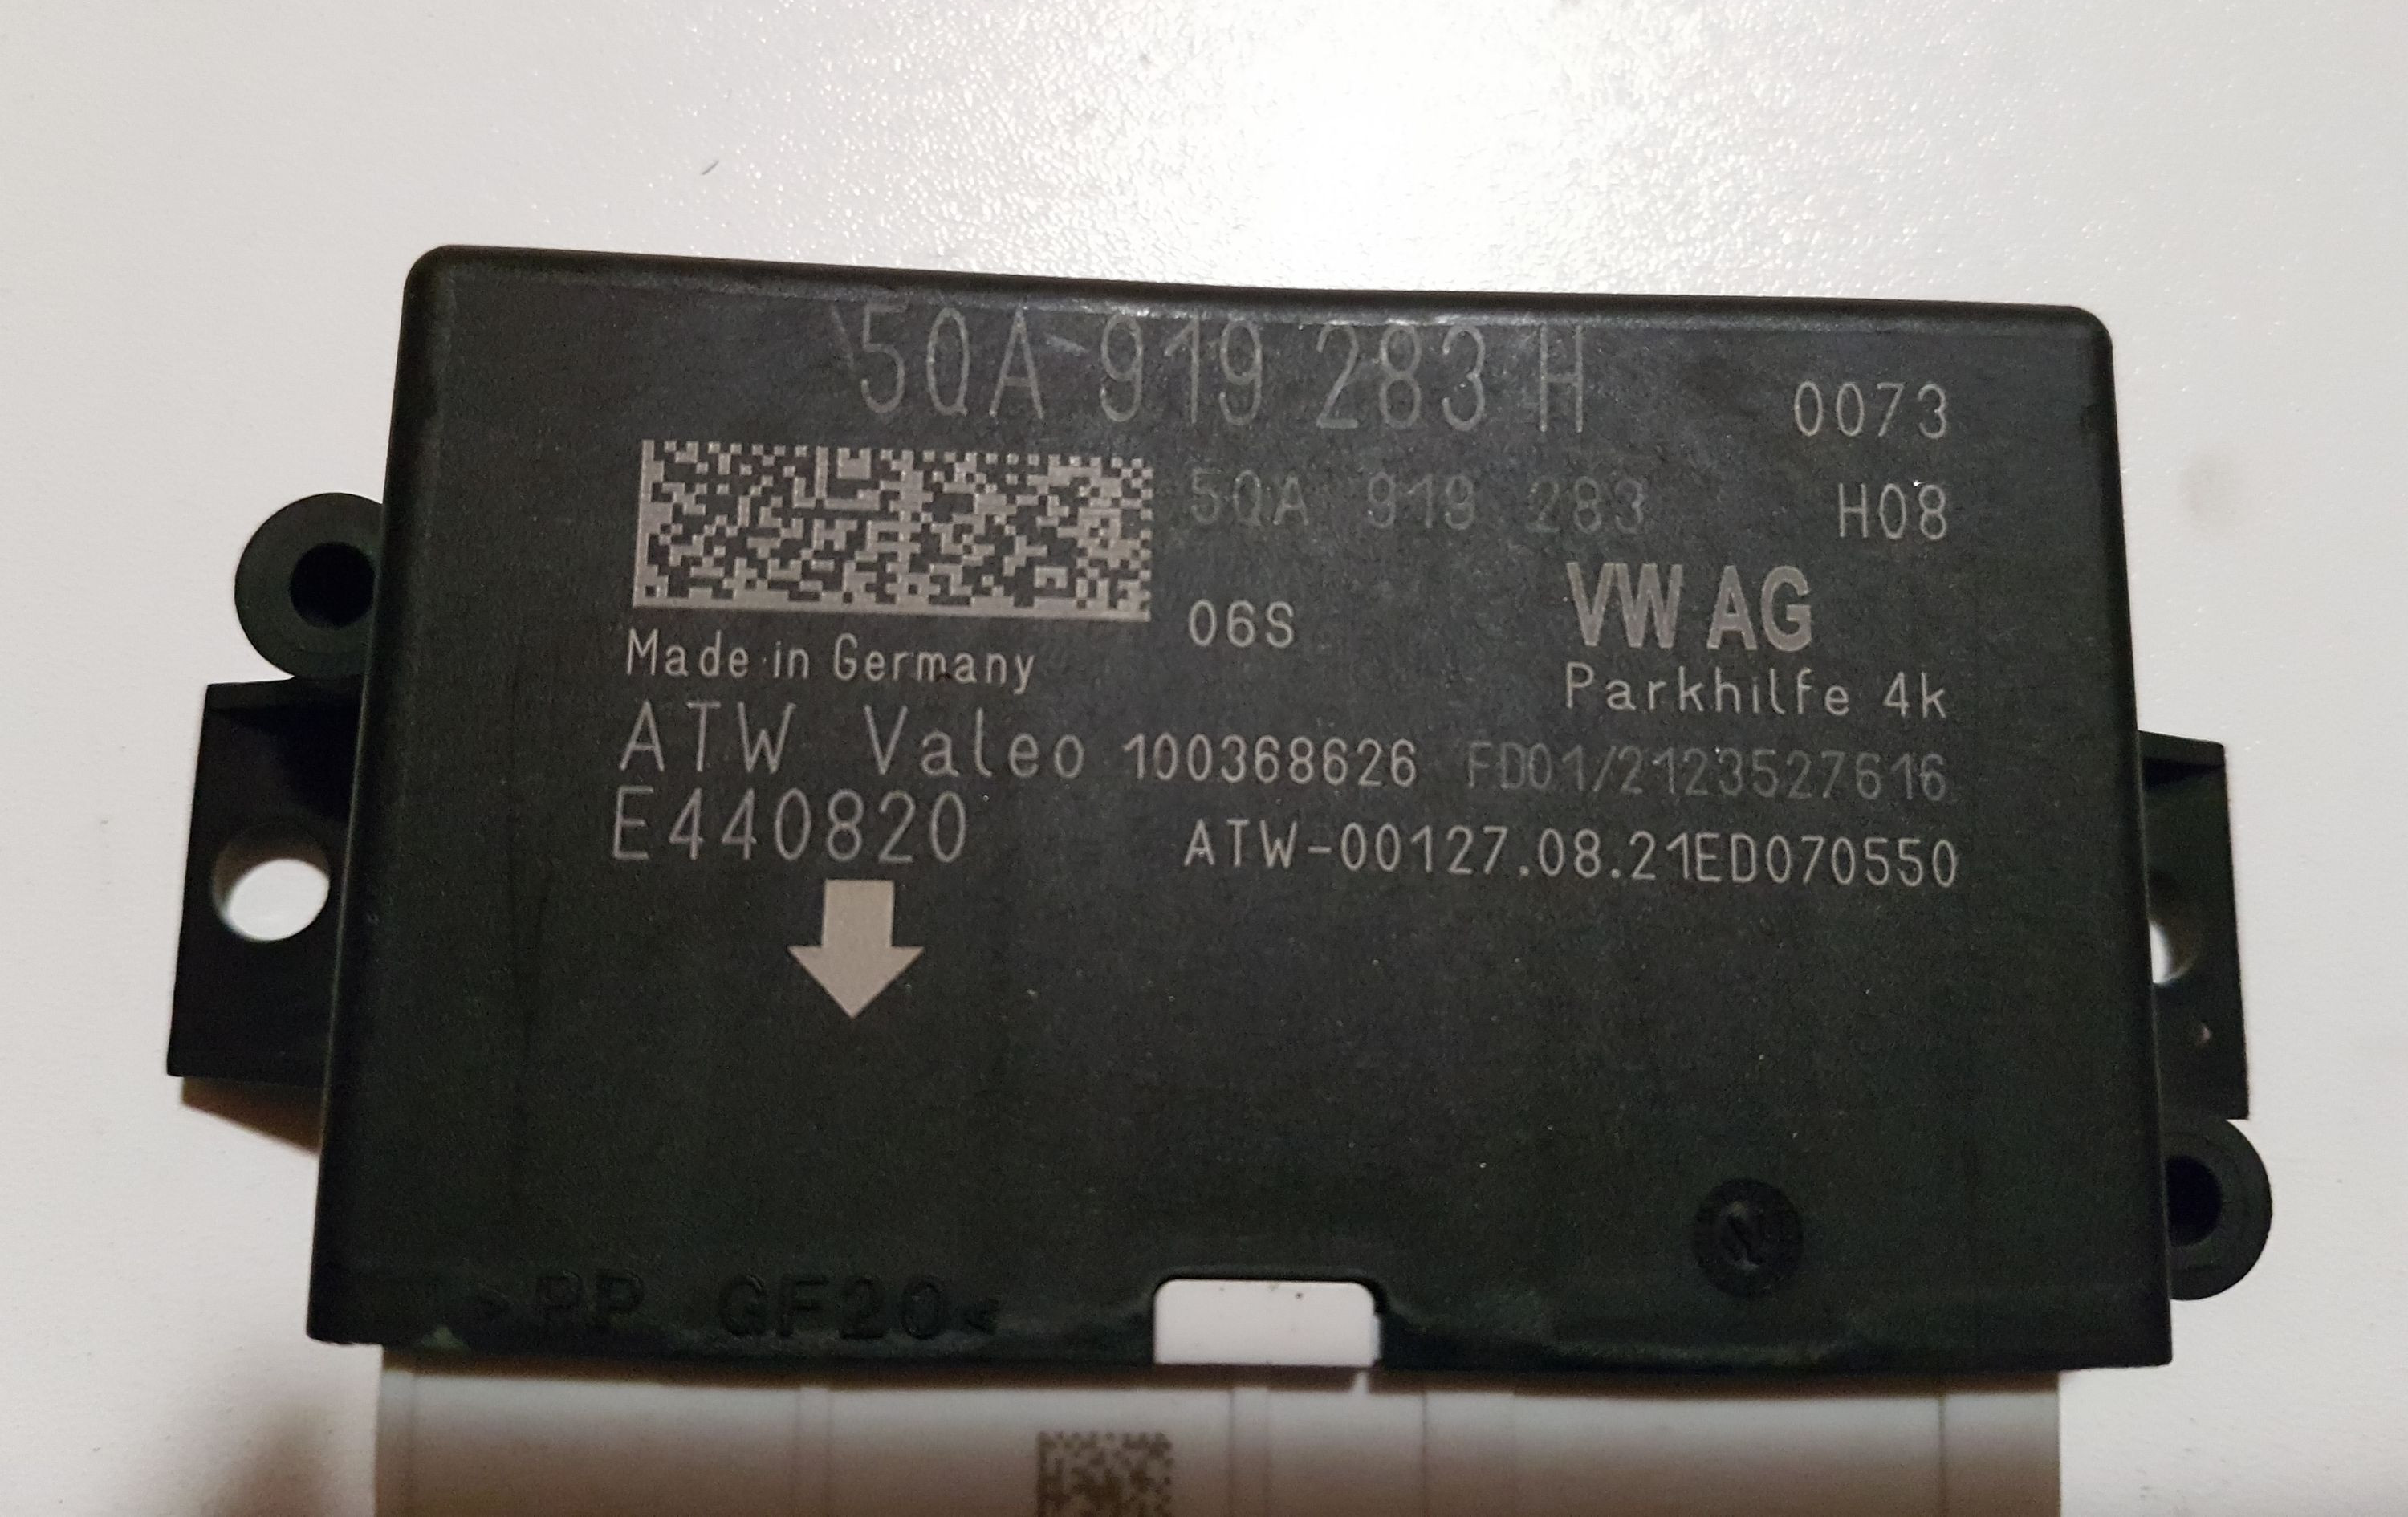 5QA 919 283 H
0073
5QA 919 283
H08
06S
VW AG
Made in Germany
Parkhilfe 4k
ATW Valeo 100368626 FD01/2123527616
E440820
ATW-00127.08.21ED070550
>PP GF20<